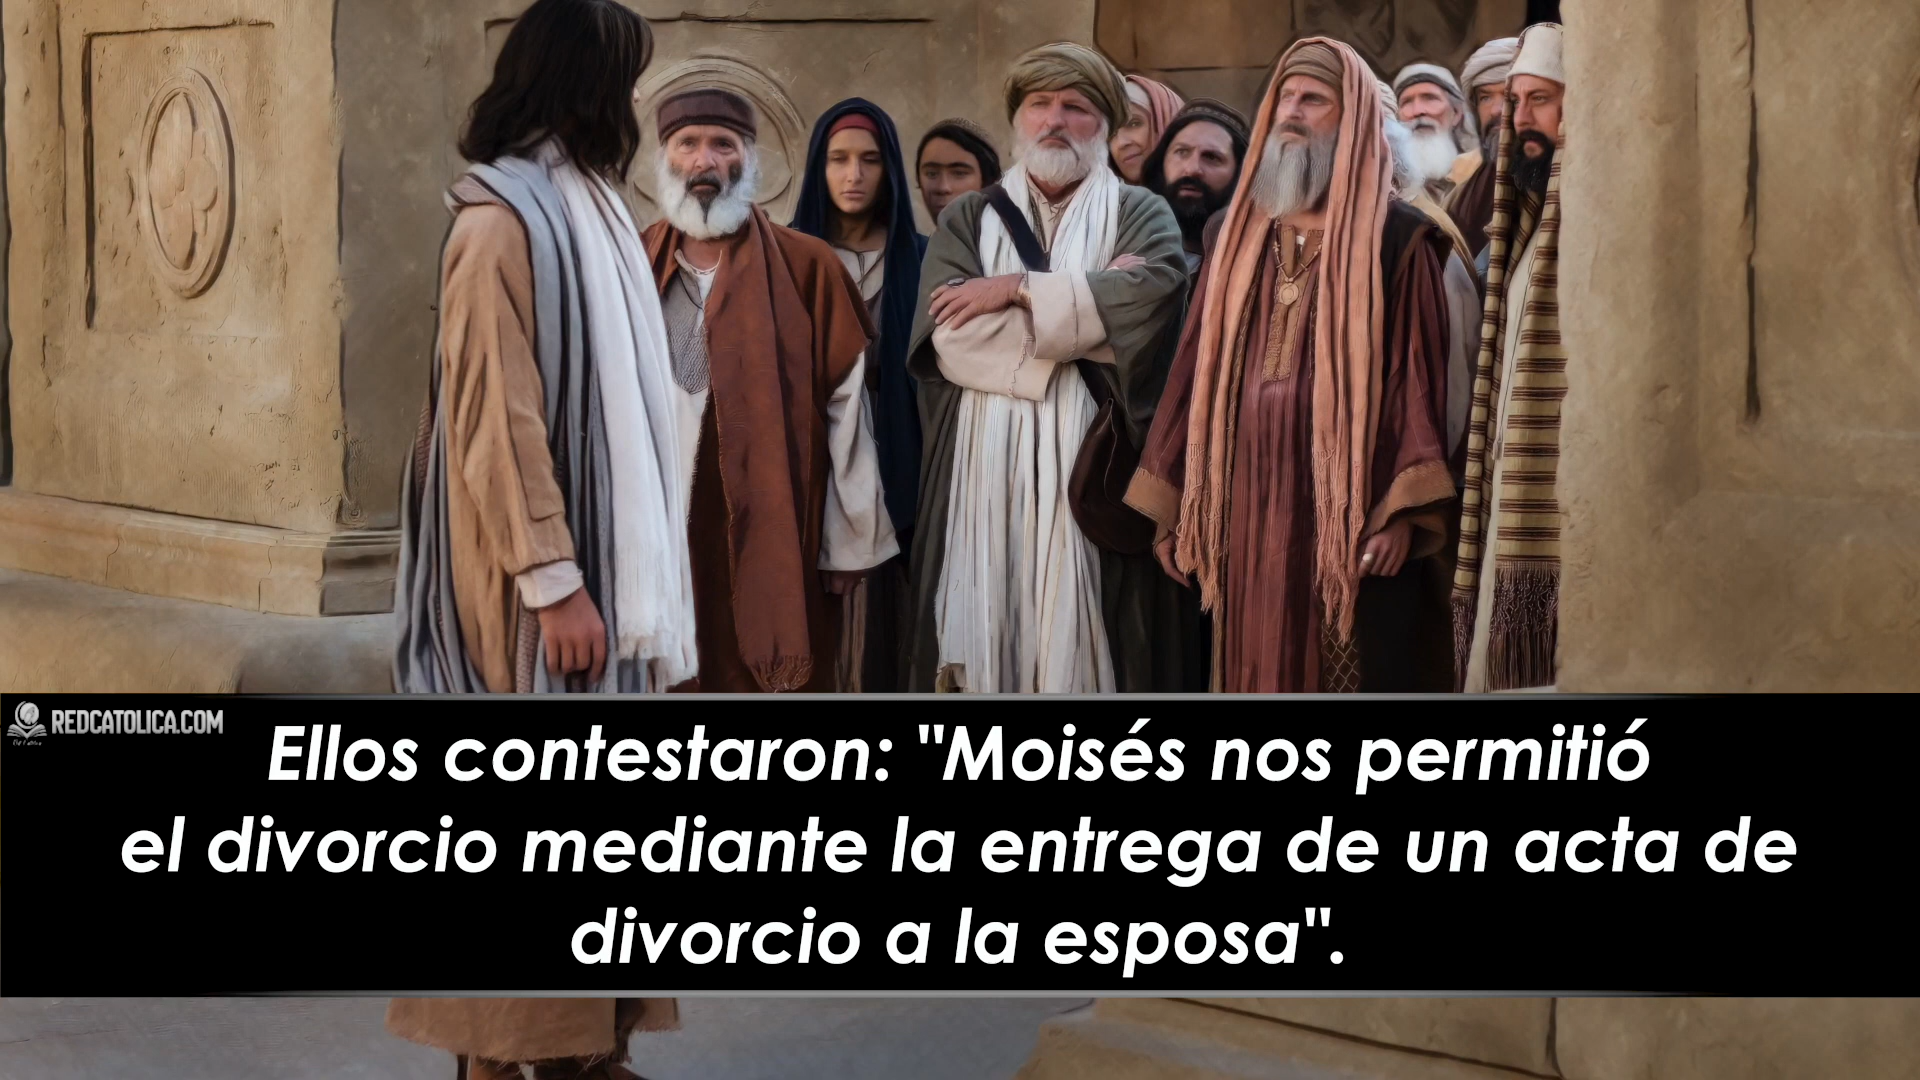 REDCATOLICA.COM
Ellos contestaron: "Moisés nos permitió
el divorcio mediante la entrega de un acta de
divorcio a la esposa".